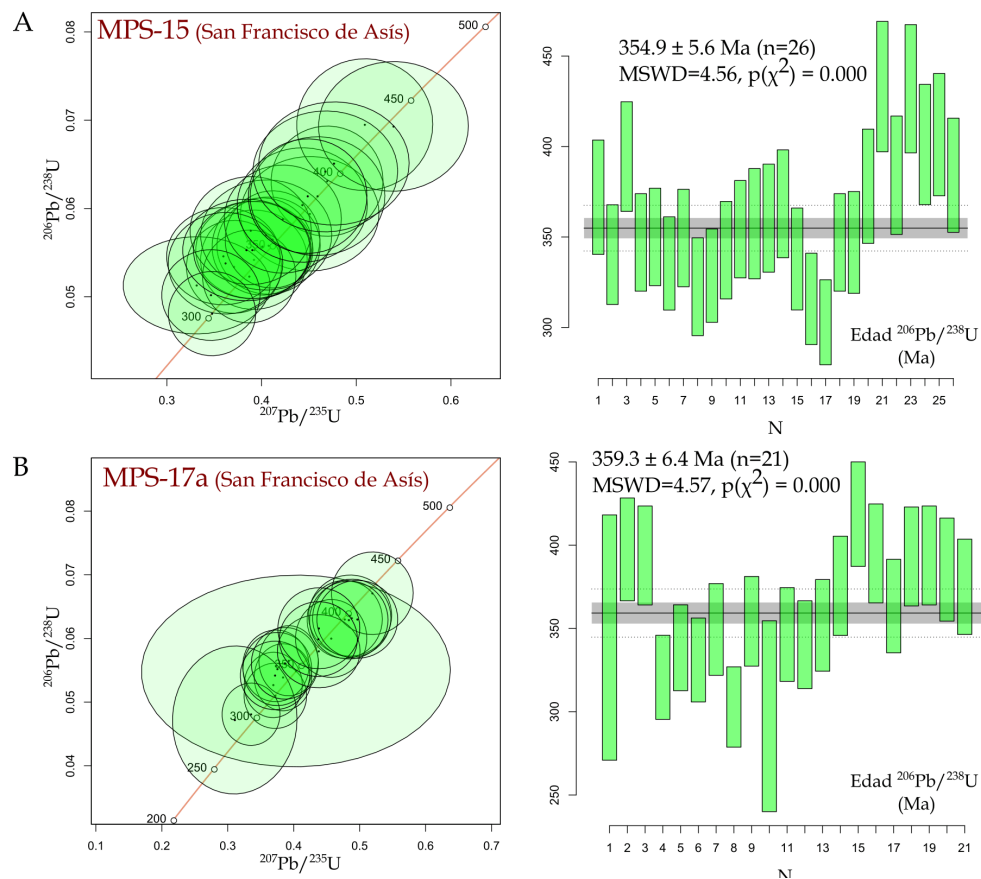 A
MPS-15 (San Francisco de Asís)
500
450
400
350
300
0.08
0.07
0.06
0.05
²⁰⁶Pb/²³⁸U
0.3 0.4 0.5 0.6
²⁰⁷Pb/²³⁵U
354.9 ± 5.6 Ma (n=26)
MSWD=4.56, p(χ²) = 0.000
450
400
350
300
Edad ²⁰⁶Pb/²³⁸U
(Ma)
1 3 5 7 9 11 13 15 17 19 21 23 25
N
B
MPS-17a (San Francisco de Asís)
500
450
400
350
300
250
200
0.08
0.07
0.06
0.05
0.04
²⁰⁶Pb/²³⁸U
0.1 0.2 0.3 0.4 0.5 0.6 0.7
²⁰⁷Pb/²³⁵U
359.3 ± 6.4 Ma (n=21)
MSWD=4.57, p(χ²) = 0.000
450
400
350
300
250
Edad ²⁰⁶Pb/²³⁸U
(Ma)
1 2 3 4 5 6 7 8 9 11 13 15 17 19 21
N